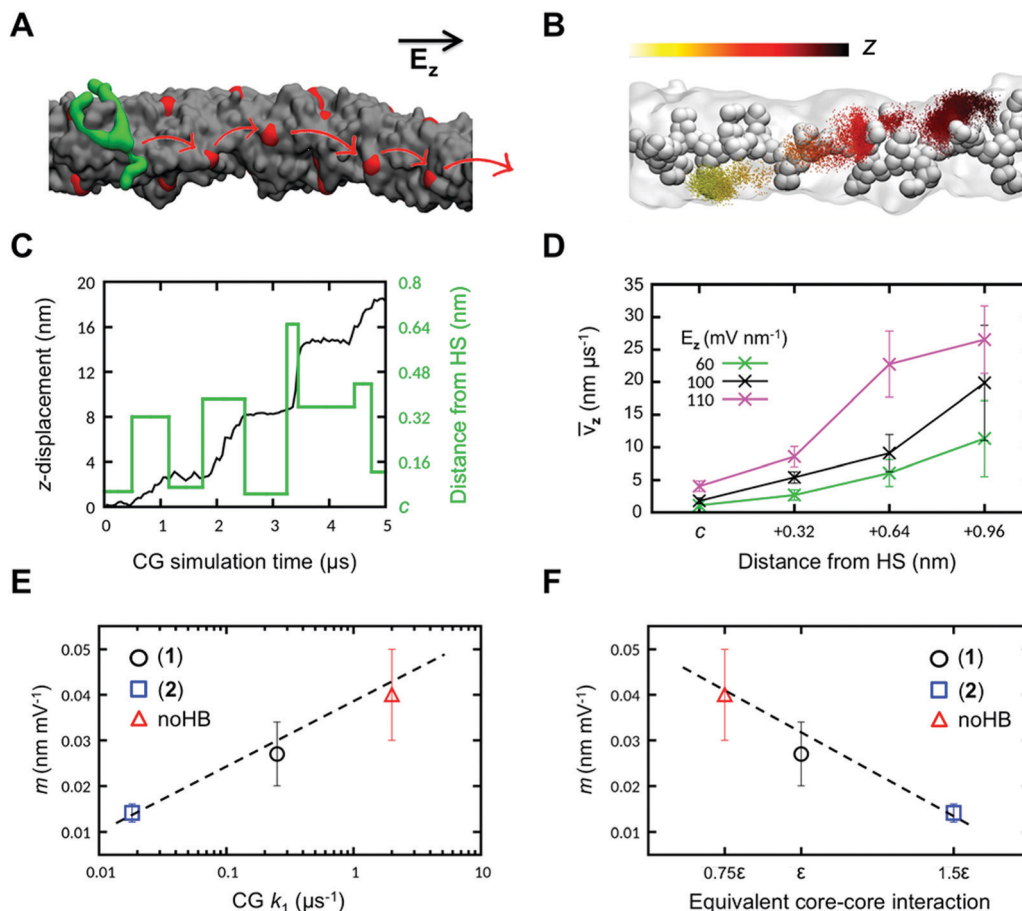 A
E_z
B
z
C
z-displacement (nm)
20
16
12
8
4
0
0 1 2 3 4 5
CG simulation time (μs)
0.8
0.64
0.48
0.32
0.16
c
Distance from HS (nm)
D
v̅_z (nm μs⁻¹)
35
30
25
20
15
10
5
0
E_z (mV nm⁻¹)
60
100
110
c +0.32 +0.64 +0.96
Distance from HS (nm)
E
m (nm mV⁻¹)
0.05
0.04
0.03
0.02
0.01
(1)
(2)
noHB
0.01 0.1 1 10
CG k₁ (μs⁻¹)
F
m (nm mV⁻¹)
0.05
0.04
0.03
0.02
0.01
(1)
(2)
noHB
0.75ε ε 1.5ε
Equivalent core-core interaction